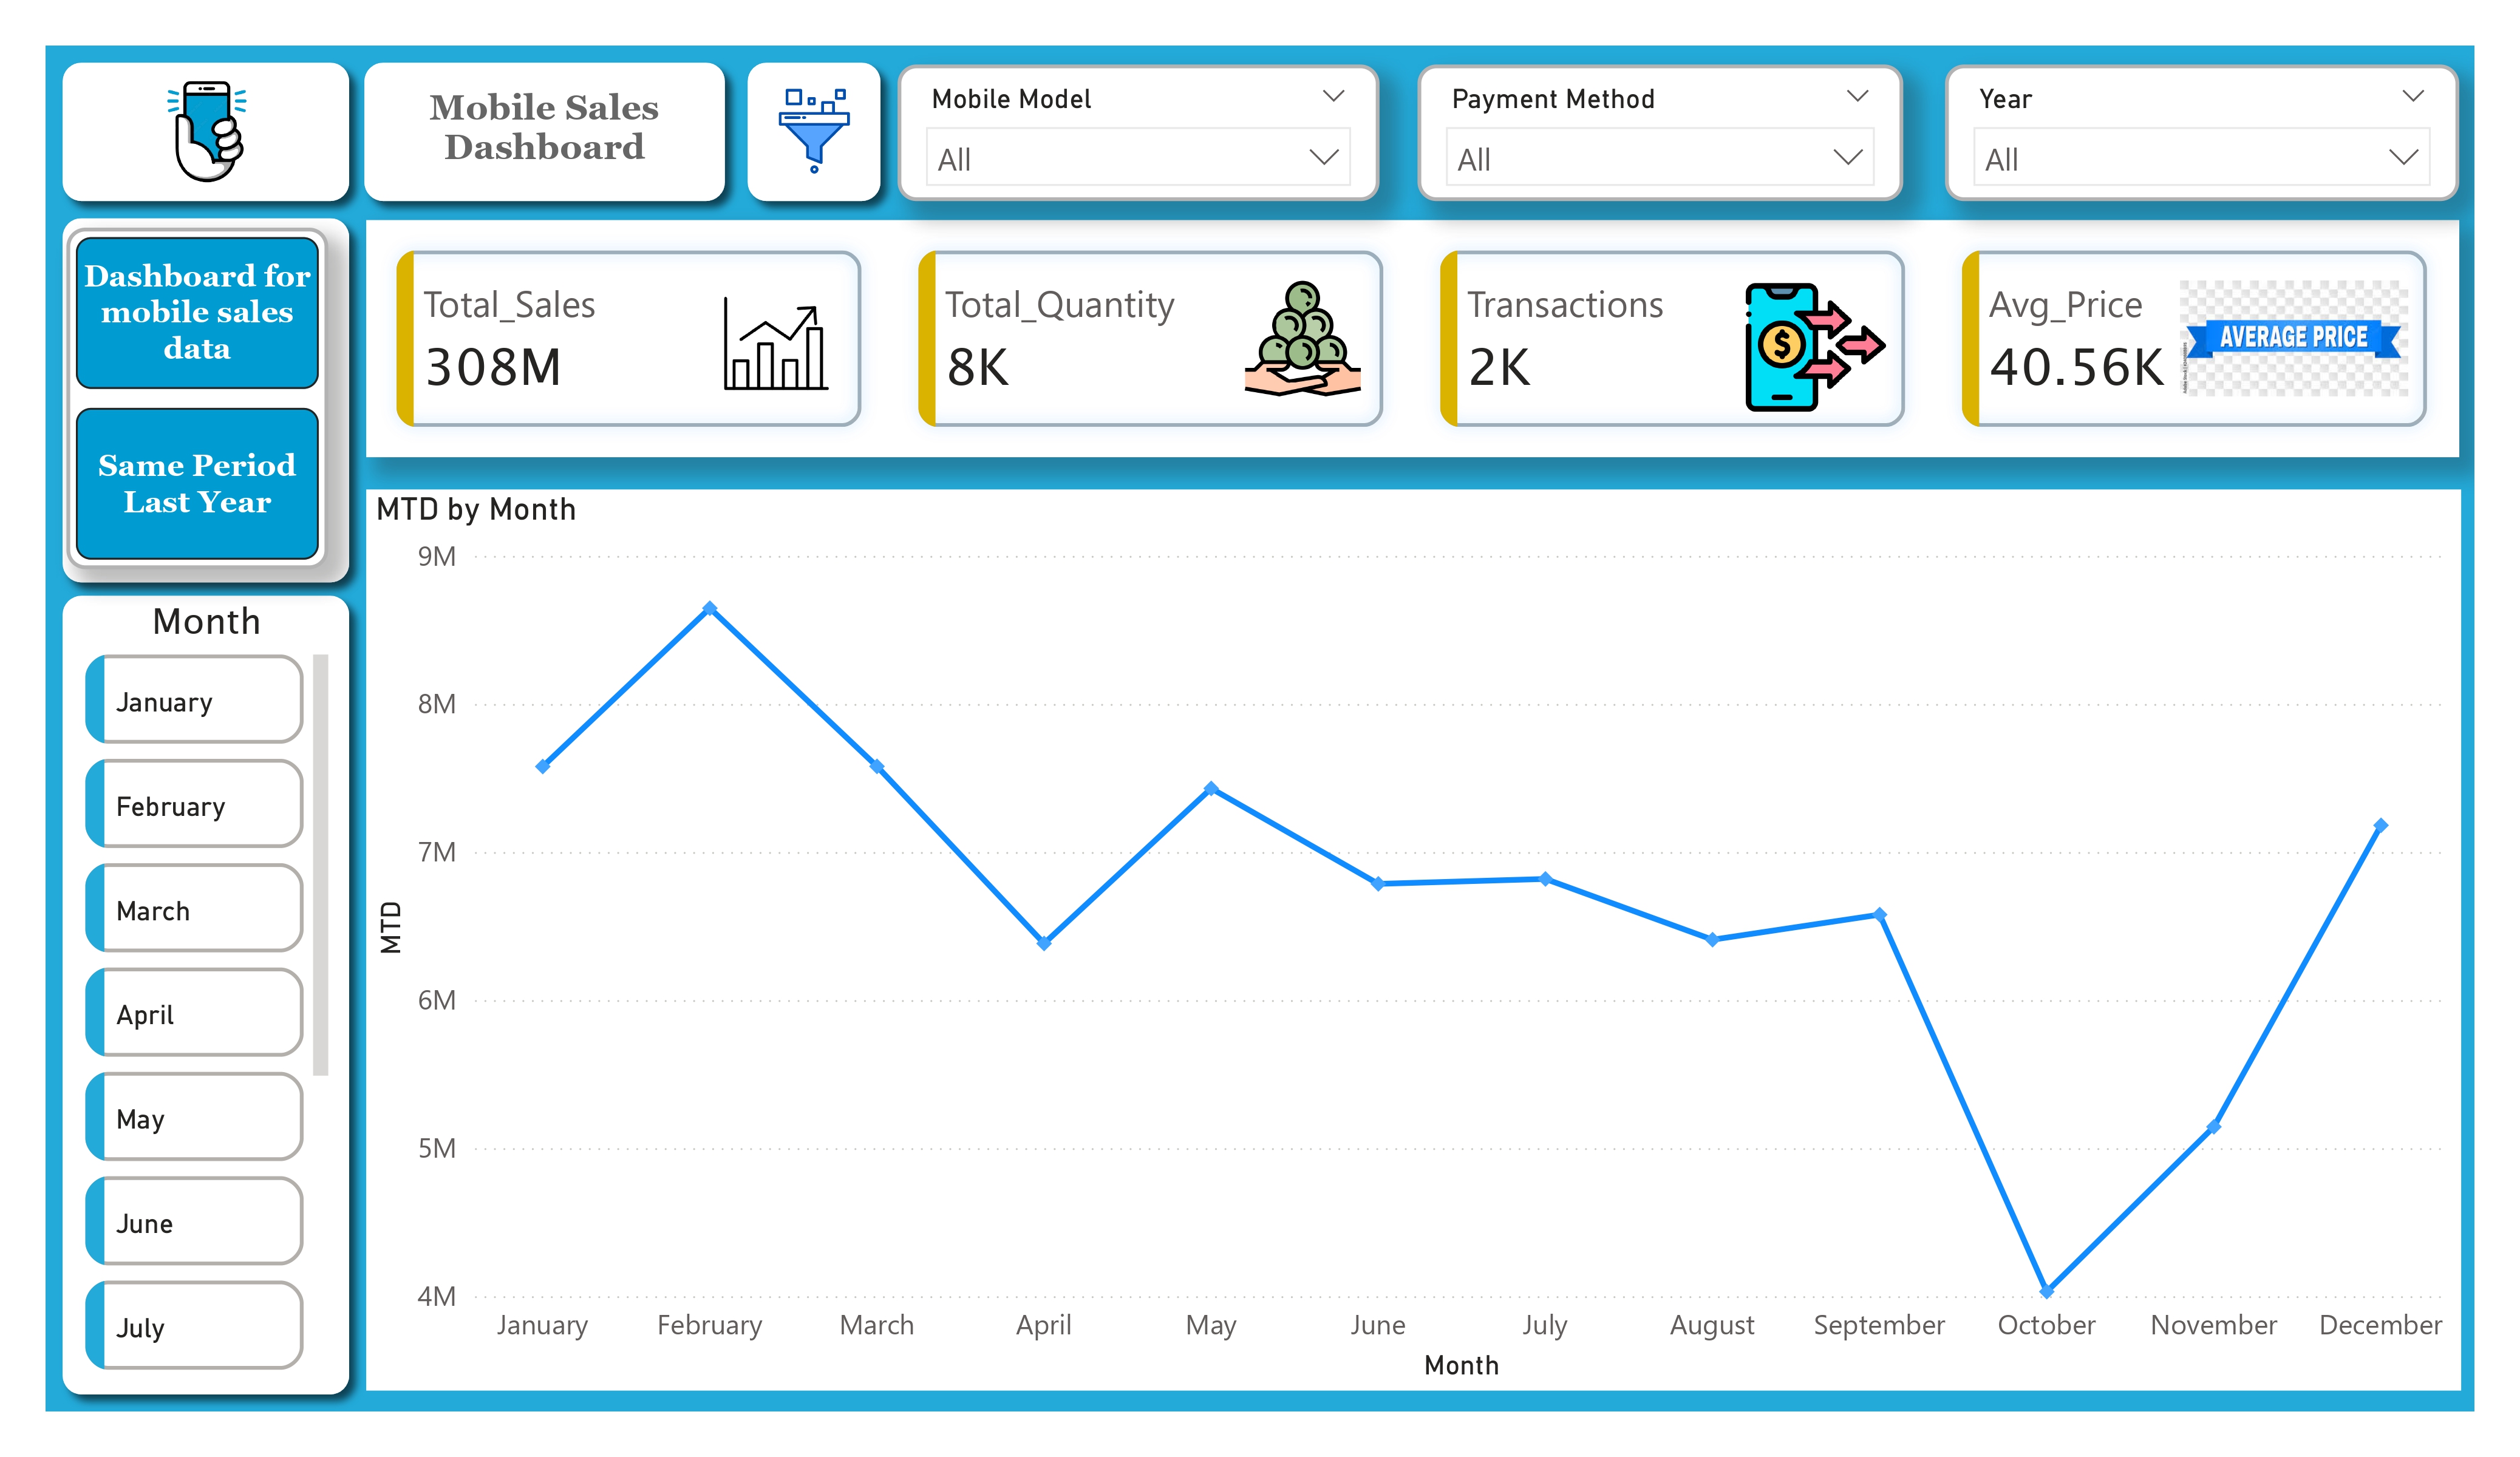 Mobile Sales
Dashboard
Mobile Model
All
Payment Method
All
Year
All
Dashboard for
mobile sales
data
Same Period
Last Year
Total_Sales
308M
Total_Quantity
8K
Transactions
$
2K
Avg_Price
40.56K
AVERAGE PRICE
Month
January
February
March
April
May
June
July
MTD by Month
9M
8M
7M
6M
5M
4M
MTD
January February March April May June July August September October November December
Month